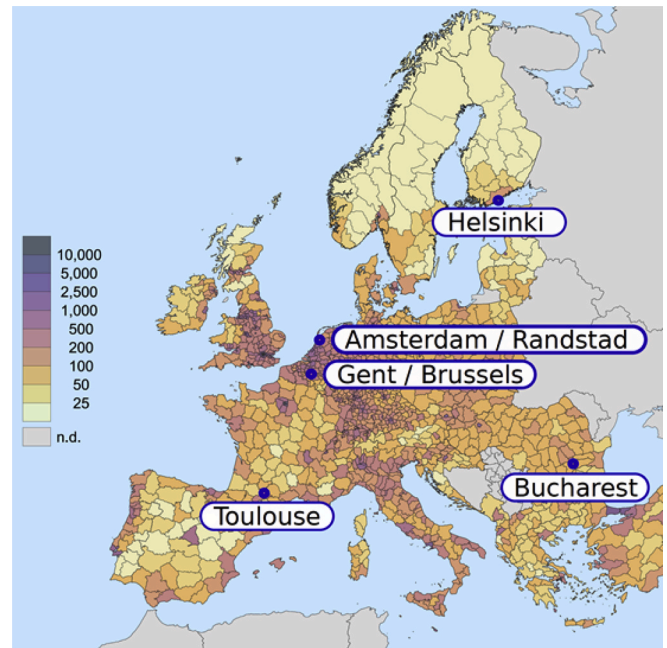 Helsinki
10,000
5,000
2,500
1,000
500
200
100
50
25
n.d.
Amsterdam / Randstad
Gent / Brussels
Bucharest
Toulouse